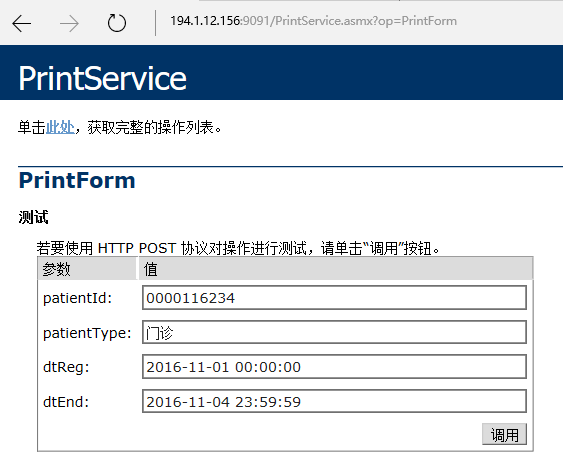 194.1.12.156:9091/PrintService.asmx?op=PrintForm
PrintService
单击此处，获取完整的操作列表。
PrintForm
测试
若要使用 HTTP POST 协议对操作进行测试，请单击“调用”按钮。
参数 值
patientId: 0000116234
patientType: 门诊
dtReg: 2016-11-01 00:00:00
dtEnd: 2016-11-04 23:59:59
调用